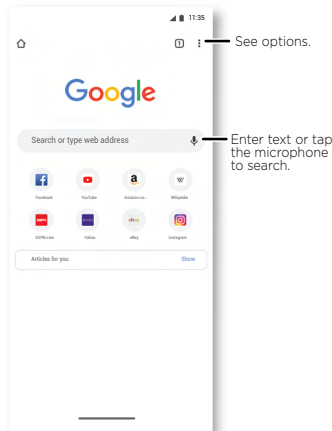 11:35
1
See options.
Google
Search or type web address
Enter text or tap
the microphone
to search.
a
W
Facebook
YouTube
Amazon co...
Wikipedia
ESPN.com
Yahoo
eBay
Instagram
Articles for you
Show